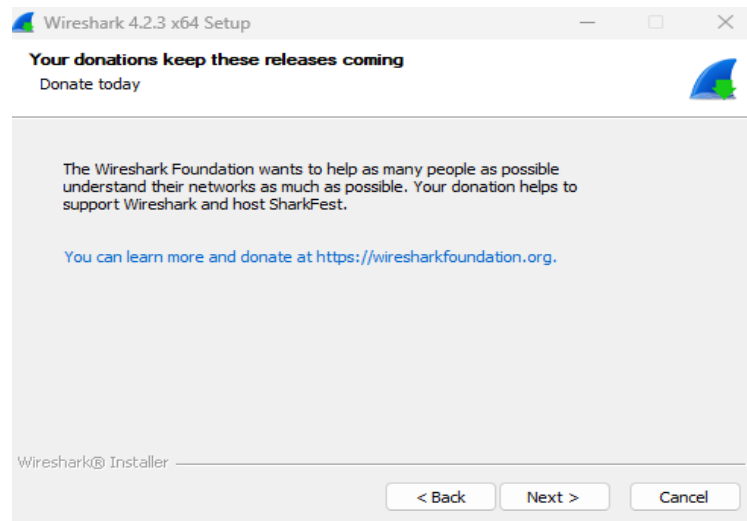 Wireshark 4.2.3 x64 Setup
Your donations keep these releases coming
Donate today
The Wireshark Foundation wants to help as many people as possible
understand their networks as much as possible. Your donation helps to
support Wireshark and host SharkFest.
You can learn more and donate at https://wiresharkfoundation.org.
Wireshark® Installer
< Back Next > Cancel